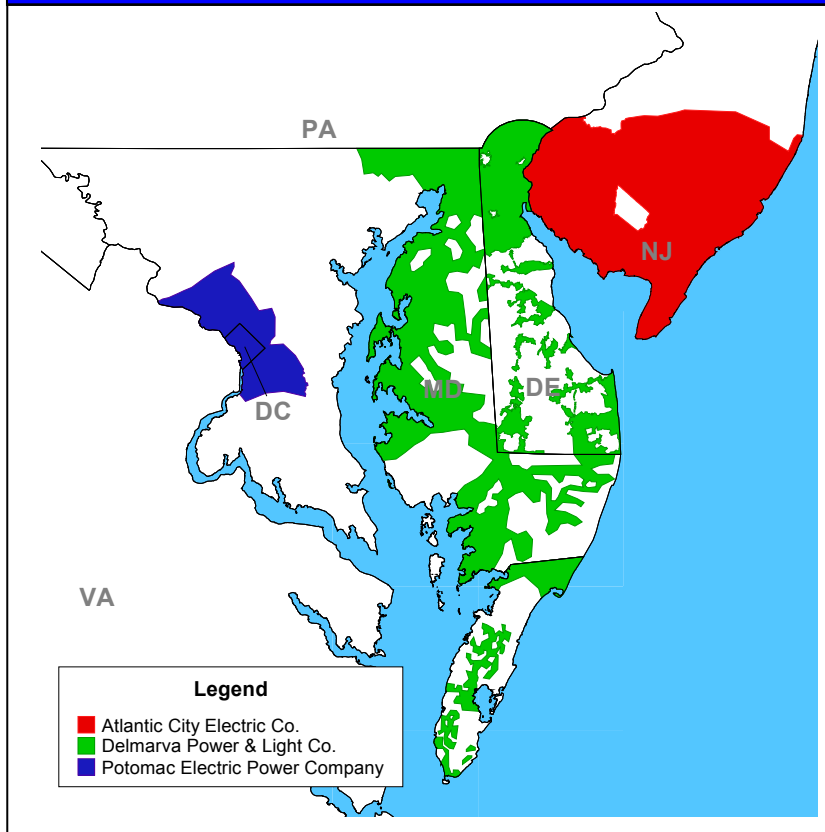 PA
NJ
MD
DE
DC
VA
Legend
Atlantic City Electric Co.
Delmarva Power & Light Co.
Potomac Electric Power Company